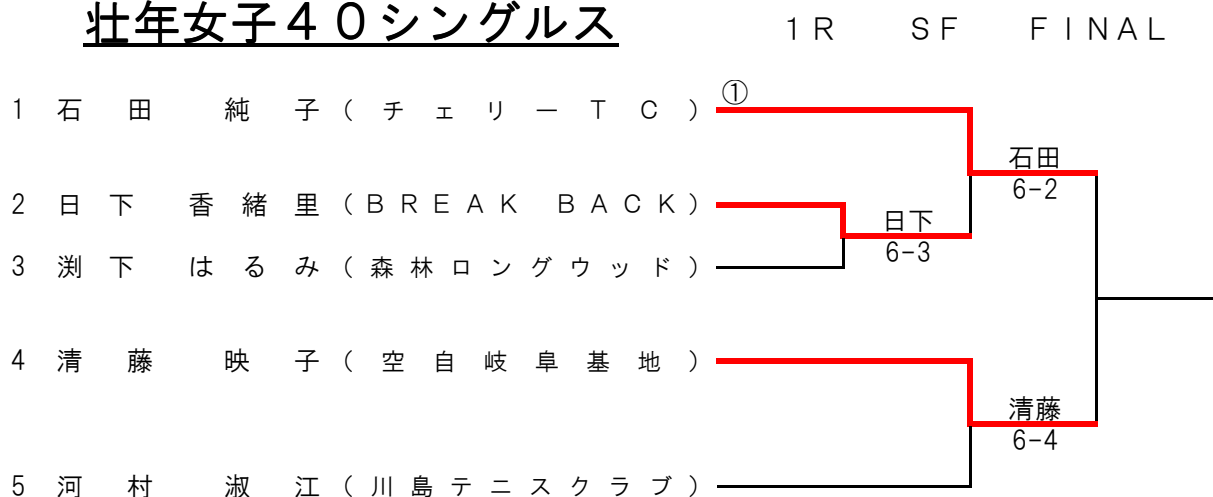 壮年女子４０シングルス １Ｒ ＳＦ ＦＩＮＡＬ
1 石田 純子（チェリーＴＣ） ①
石田
6-2
2 日下 香緒里（ＢＲＥＡＫ ＢＡＣＫ）
日下
6-3
3 渕下 はるみ（森林ロングウッド）
4 清藤 映子（空自岐阜基地）
清藤
6-4
5 河村 淑江（川島テニスクラブ）